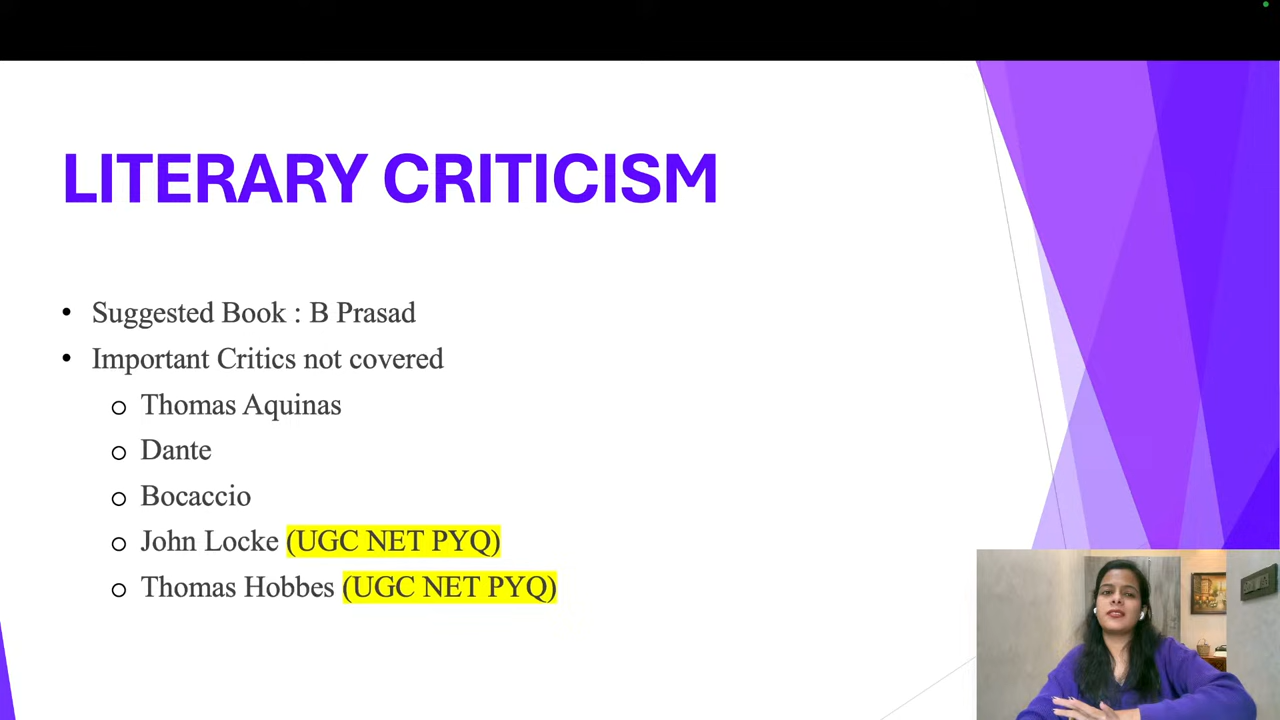 LITERARY CRITICISM
• Suggested Book : B Prasad
• Important Critics not covered
o Thomas Aquinas
o Dante
o Bocaccio
o John Locke (UGC NET PYQ)
o Thomas Hobbes (UGC NET PYQ)